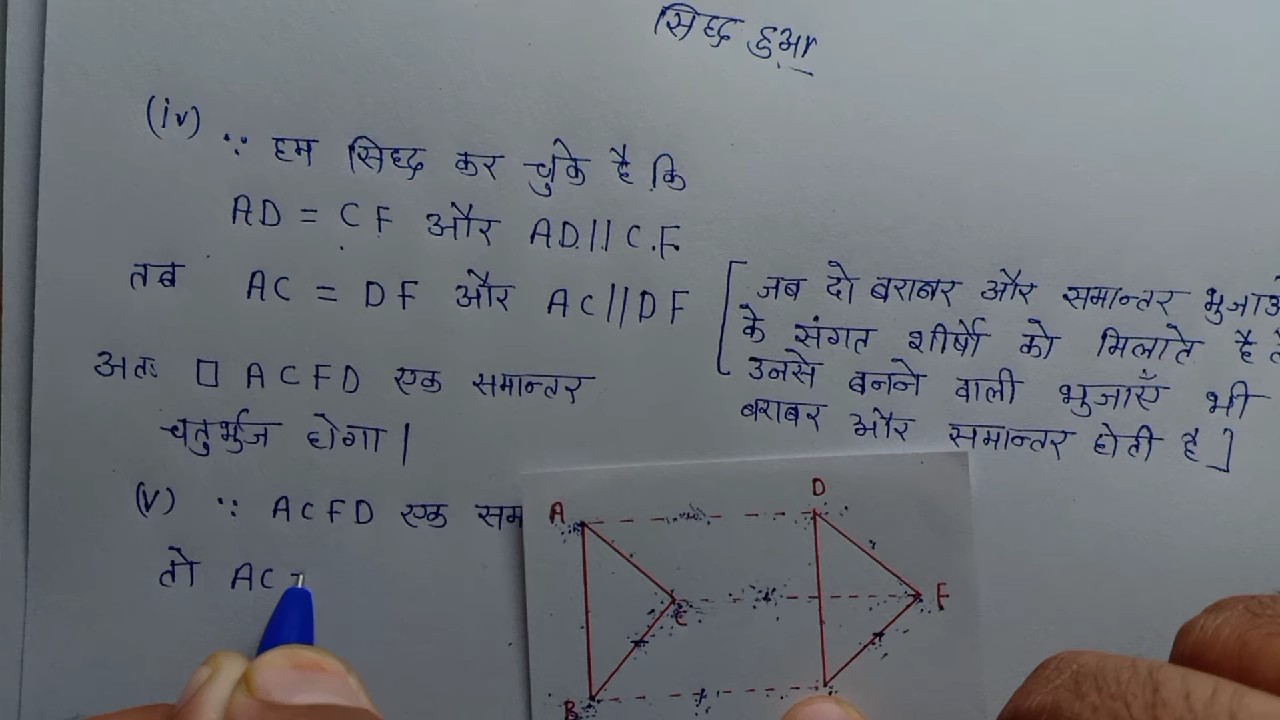 सिद्ध हुआ
(iv) ∵ हम सिद्ध कर चुके है कि
AD = CF और AD||CF
तब AC = DF और AC||DF
[जब दो बराबर और समान्तर
के संगत शीर्षो को मिलाते है
उनसे बनने वाली भुजाएँ भी
बराबर और समान्तर होती है]
अतः □ ACFD एक समान्तर
चतुर्भुज होगा|
(v) ∵ ACFD एक
तो AC =
A
D
C
F
B